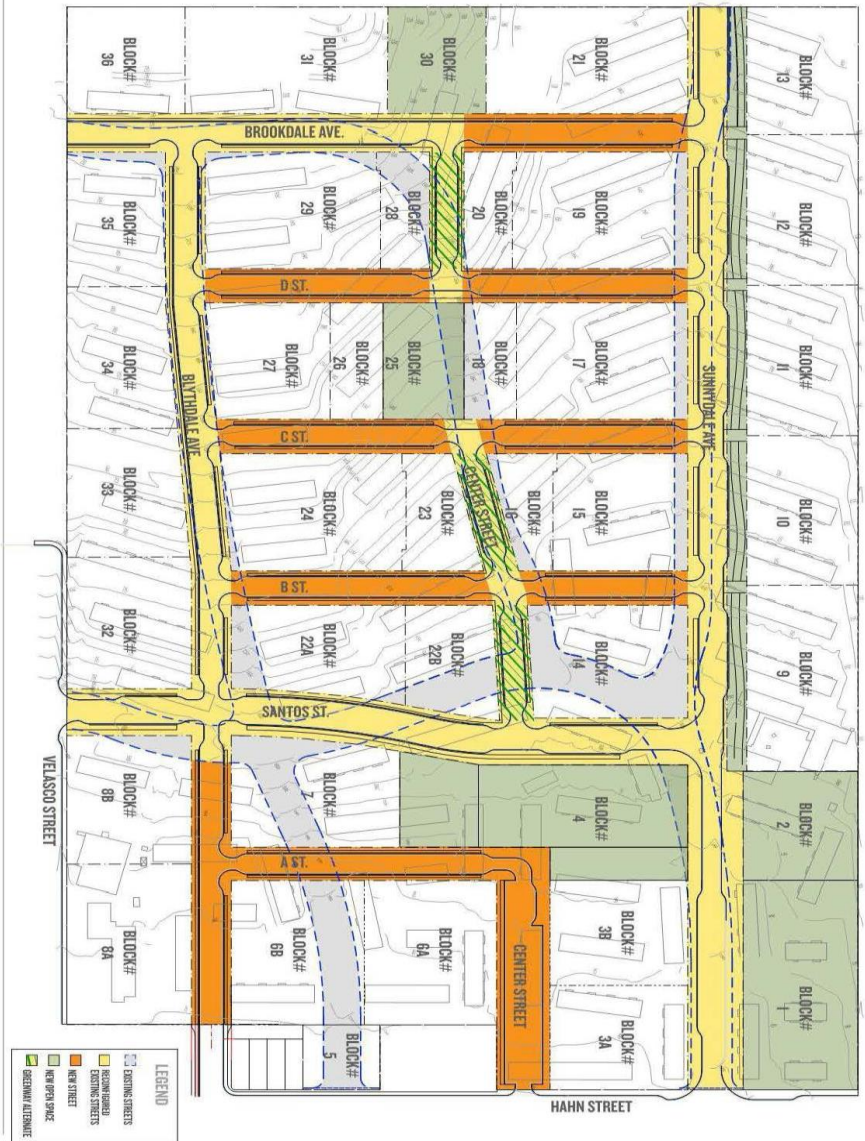 BLOCK#
36
BLOCK#
31
BLOCK#
30
BLOCK#
21
BLOCK#
13
BROOKDALE AVE.
BLOCK#
35
BLOCK#
29
BLOCK#
28
BLOCK#
20
BLOCK#
19
BLOCK#
12
D ST.
BLOCK#
34
BLYTHDALE AVE.
BLOCK#
27
BLOCK#
26
BLOCK#
25
BLOCK#
18
BLOCK#
17
SUNNYDALE AVE.
BLOCK#
11
C ST.
BLOCK#
33
BLOCK#
24
BLOCK#
23
CENTER STREET
BLOCK#
16
BLOCK#
15
BLOCK#
10
B ST.
BLOCK#
32
BLOCK#
22A
BLOCK#
22B
BLOCK#
14
BLOCK#
9
SANTOS ST.
VELASCO STREET
BLOCK#
8B
BLOCK#
7
BLOCK#
4
BLOCK#
2
A ST.
BLOCK#
8A
BLOCK#
6B
BLOCK#
6A
CENTER STREET
BLOCK#
3B
BLOCK#
3A
BLOCK#
1
BLOCK#
5
HAHN STREET
LEGEND
EXISTING STREETS
RECONFIGURED
EXISTING STREETS
NEW STREET
NEW OPEN SPACE
GREENWAY ALTERNATE